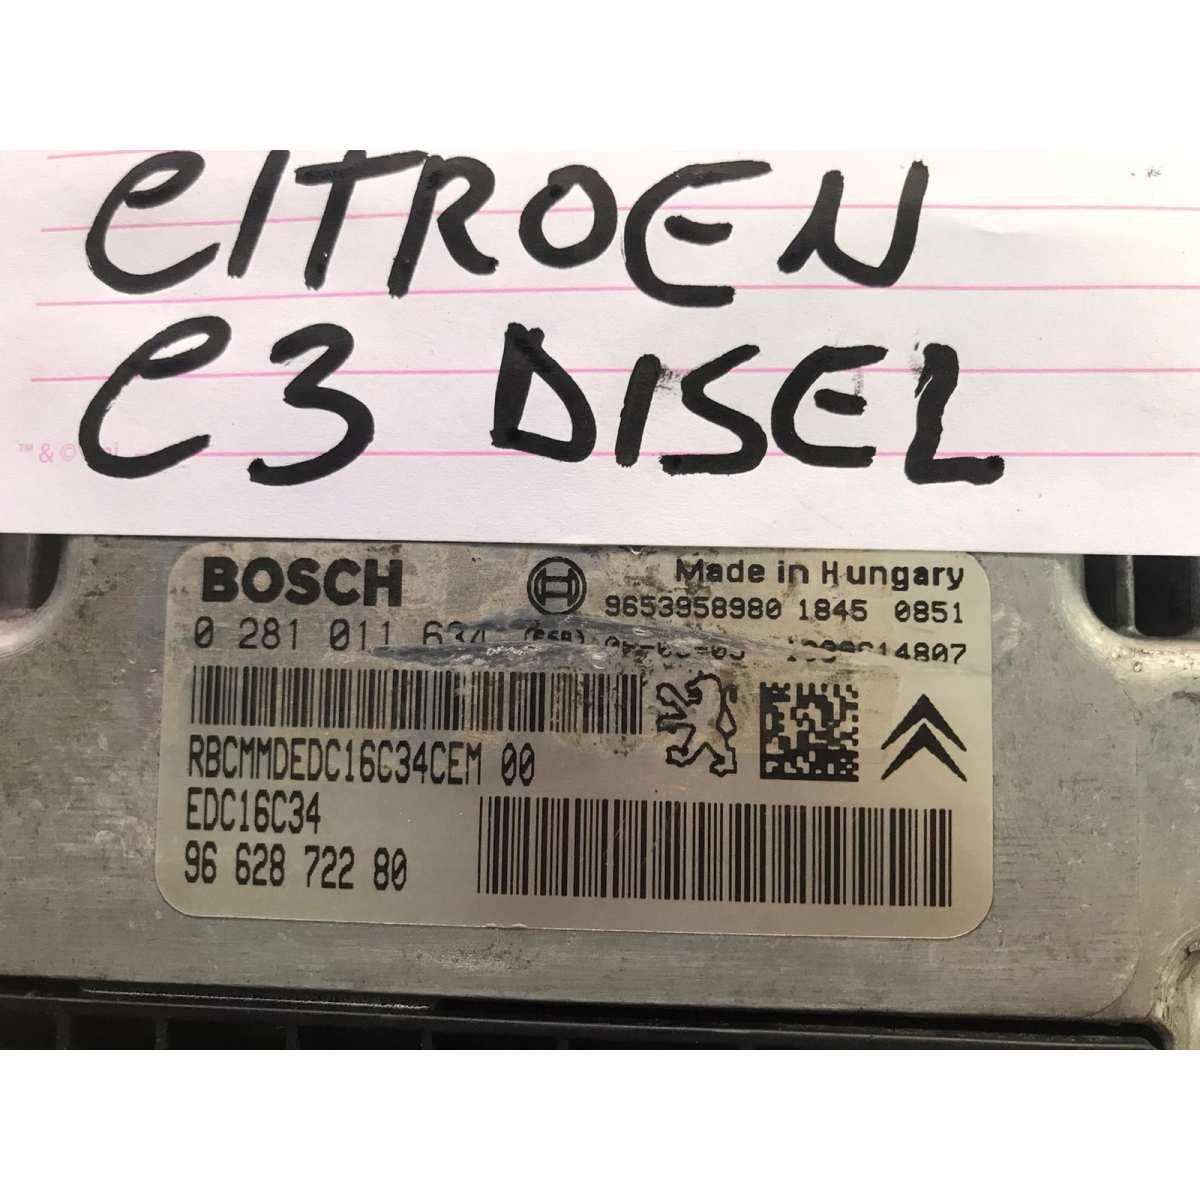 CITROEN
C3 DISEL
™ & ©
BOSCH
Made in Hungary
9653958980 1845 0851
0 281 011 634
RBCMMDEDC16C34CEM 00
EDC16C34
96 628 722 80